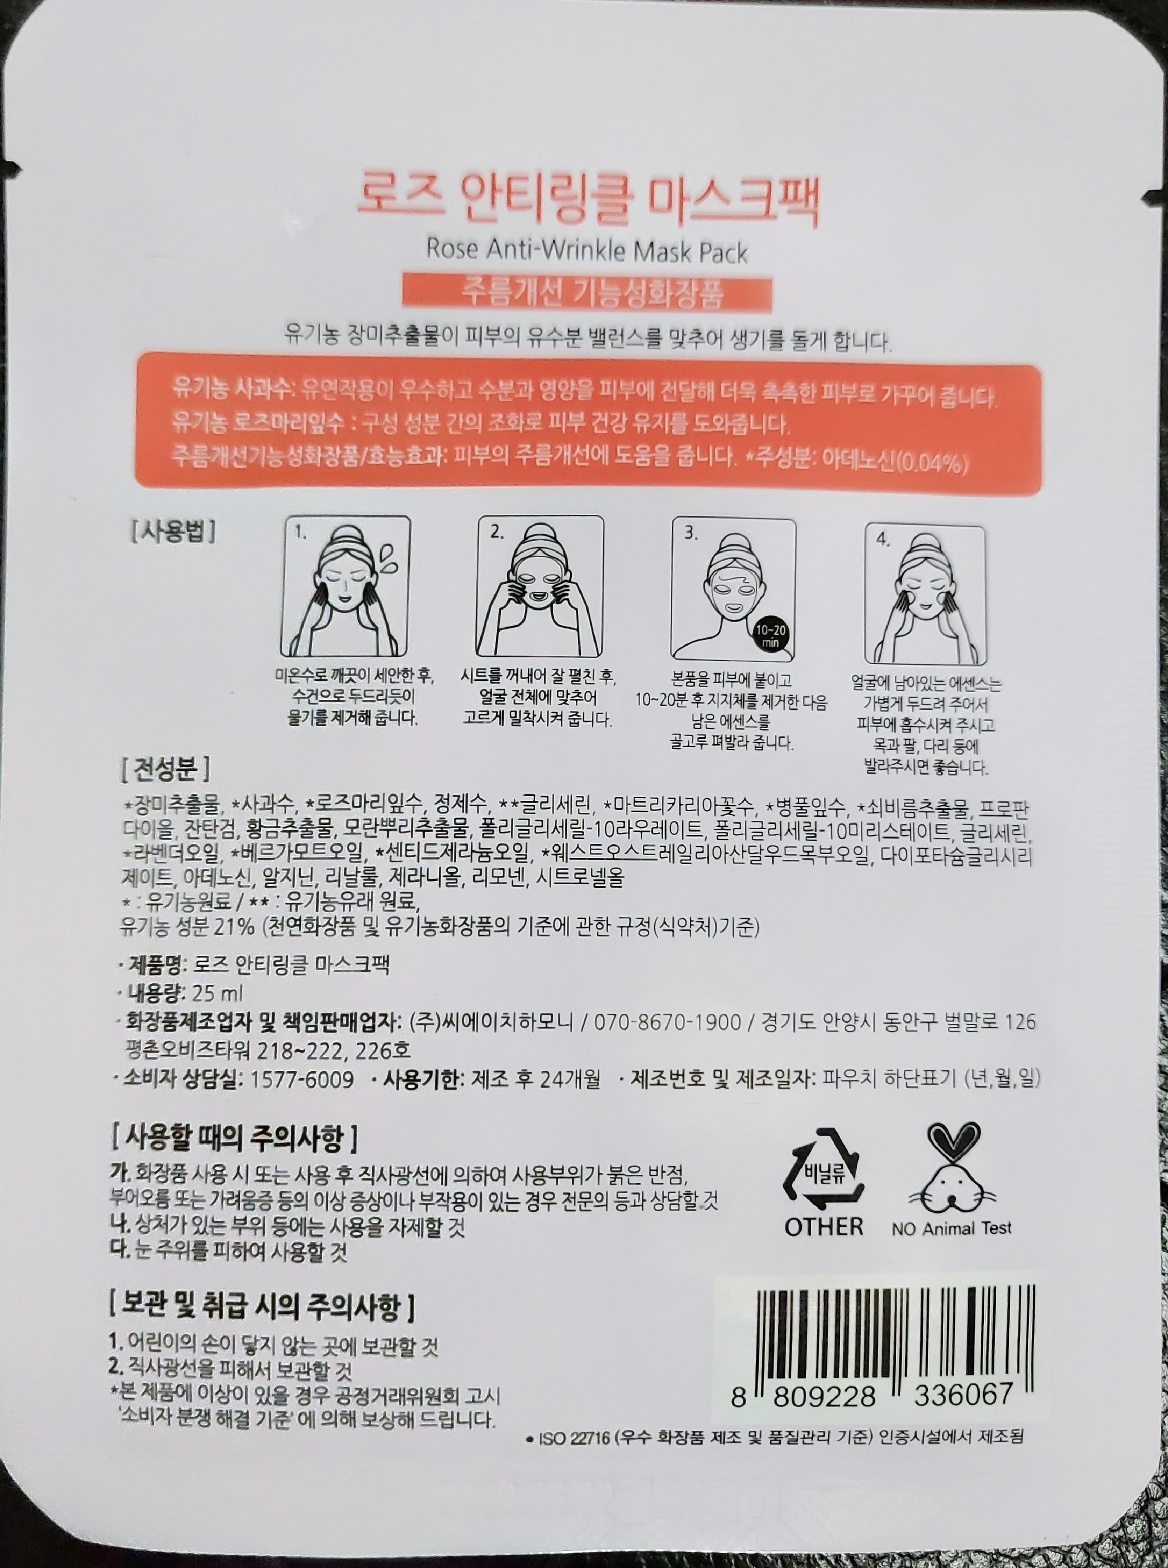 로즈 안티링클 마스크팩
Rose Anti-Wrinkle Mask Pack
주름개선 기능성화장품
유기농 장미추출물이 피부의 유수분 밸런스를 맞추어 생기를 돌게 합니다.
유기농 사과수: 유연작용이 우수하고 수분과 영양을 피부에 전달해 더욱 촉촉한 피부로 가꾸어 줍니다.
유기농 로즈마리잎수 : 구성 성분 간의 조화로 피부 건강 유지를 도와줍니다.
주름개선기능성화장품/효능효과: 피부의 주름개선에 도움을 줍니다. *주성분: 아데노신(0.04%)
[사용법]
1.
미온수로 깨끗이 세안한 후,
수건으로 두드리듯이
물기를 제거해 줍니다.
2.
시트를 꺼내어 잘 펼친 후,
얼굴 전체에 맞추어
고르게 밀착시켜 줍니다.
3.
10~20
min
본품을 피부에 붙이고
10~20분 후 지지체를 제거한 다음
남은 에센스를
골고루 펴발라 줍니다.
4.
얼굴에 남아있는 에센스는
가볍게 두드려 주어서
피부에 흡수시켜 주시고
목과 팔, 다리 등에
발라주시면 좋습니다.
[전성분]
*장미추출물, *사과수, *로즈마리잎수, 정제수, **글리세린, *마트리카리아꽃수, *병풀잎수, *쇠비름추출물, 프로판
다이올, 잔탄검, 황금추출물, 모란뿌리추출물, 폴리글리세릴-10라우레이트, 폴리글리세릴-10미리스테이트, 글리세린,
*라벤더오일, *베르가모트오일, *센티드제라늄오일, *웨스트오스트레일리아산달우드목부오일, 다이포타슘글리시리
제이트, 아데노신, 알지닌, 리날룰, 제라니올, 리모넨, 시트로넬올
* : 유기농원료 / ** : 유기농유래 원료,
유기농 성분 21% (천연화장품 및 유기농화장품의 기준에 관한 규정(식약처)기준)
· 제품명: 로즈 안티링클 마스크팩
· 내용량: 25 ml
· 화장품제조업자 및 책임판매업자: (주)씨에이치하모니 / 070-8670-1900 / 경기도 안양시 동안구 벌말로 126
평촌오비즈타워 218~222, 226호
· 소비자 상담실: 1577-6009 · 사용기한: 제조 후 24개월 · 제조번호 및 제조일자: 파우치 하단표기 (년,월,일)
[사용할 때의 주의사항]
가. 화장품 사용 시 또는 사용 후 직사광선에 의하여 사용부위가 붉은 반점,
부어오름 또는 가려움증 등의 이상 증상이나 부작용이 있는 경우 전문의 등과 상담할 것
나. 상처가 있는 부위 등에는 사용을 자제할 것
다. 눈 주위를 피하여 사용할 것
비닐류
OTHER
NO Animal Test
[보관 및 취급 시의 주의사항]
1. 어린이의 손이 닿지 않는 곳에 보관할 것
2. 직사광선을 피해서 보관할 것
*본 제품에 이상이 있을 경우 공정거래위원회 고시
'소비자 분쟁 해결 기준' 에 의해 보상해 드립니다.
8 809228 336067
• ISO 22716 (우수 화장품 제조 및 품질관리 기준) 인증시설에서 제조됨